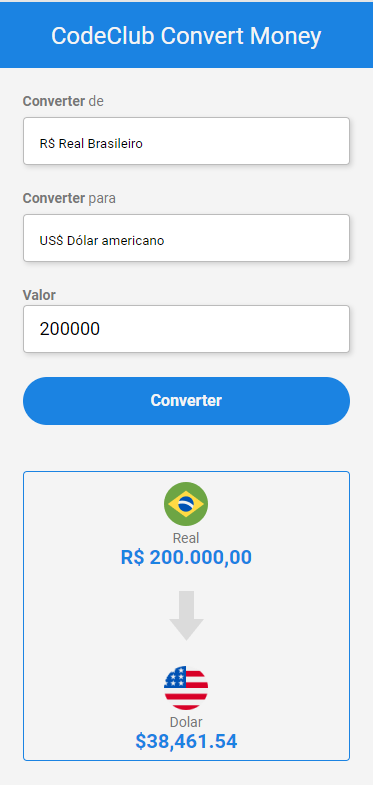 CodeClub Convert Money
Converter de
R$ Real Brasileiro
Converter para
US$ Dólar americano
Valor
200000
Converter
Real
R$ 200.000,00
Dolar
$38,461.54